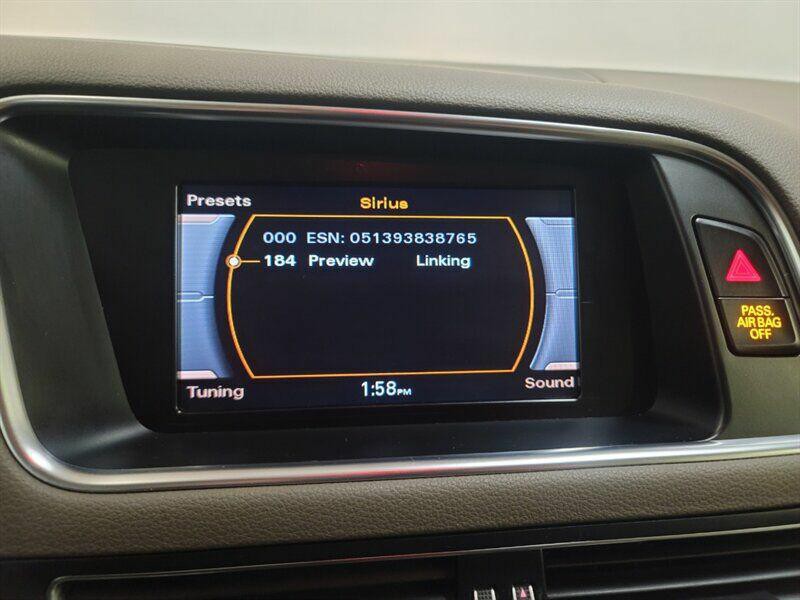 Presets
Sirius
000 ESN: 051393838765
184 Preview Linking
Tuning
1:58PM
Sound
PASS.
AIR BAG
OFF